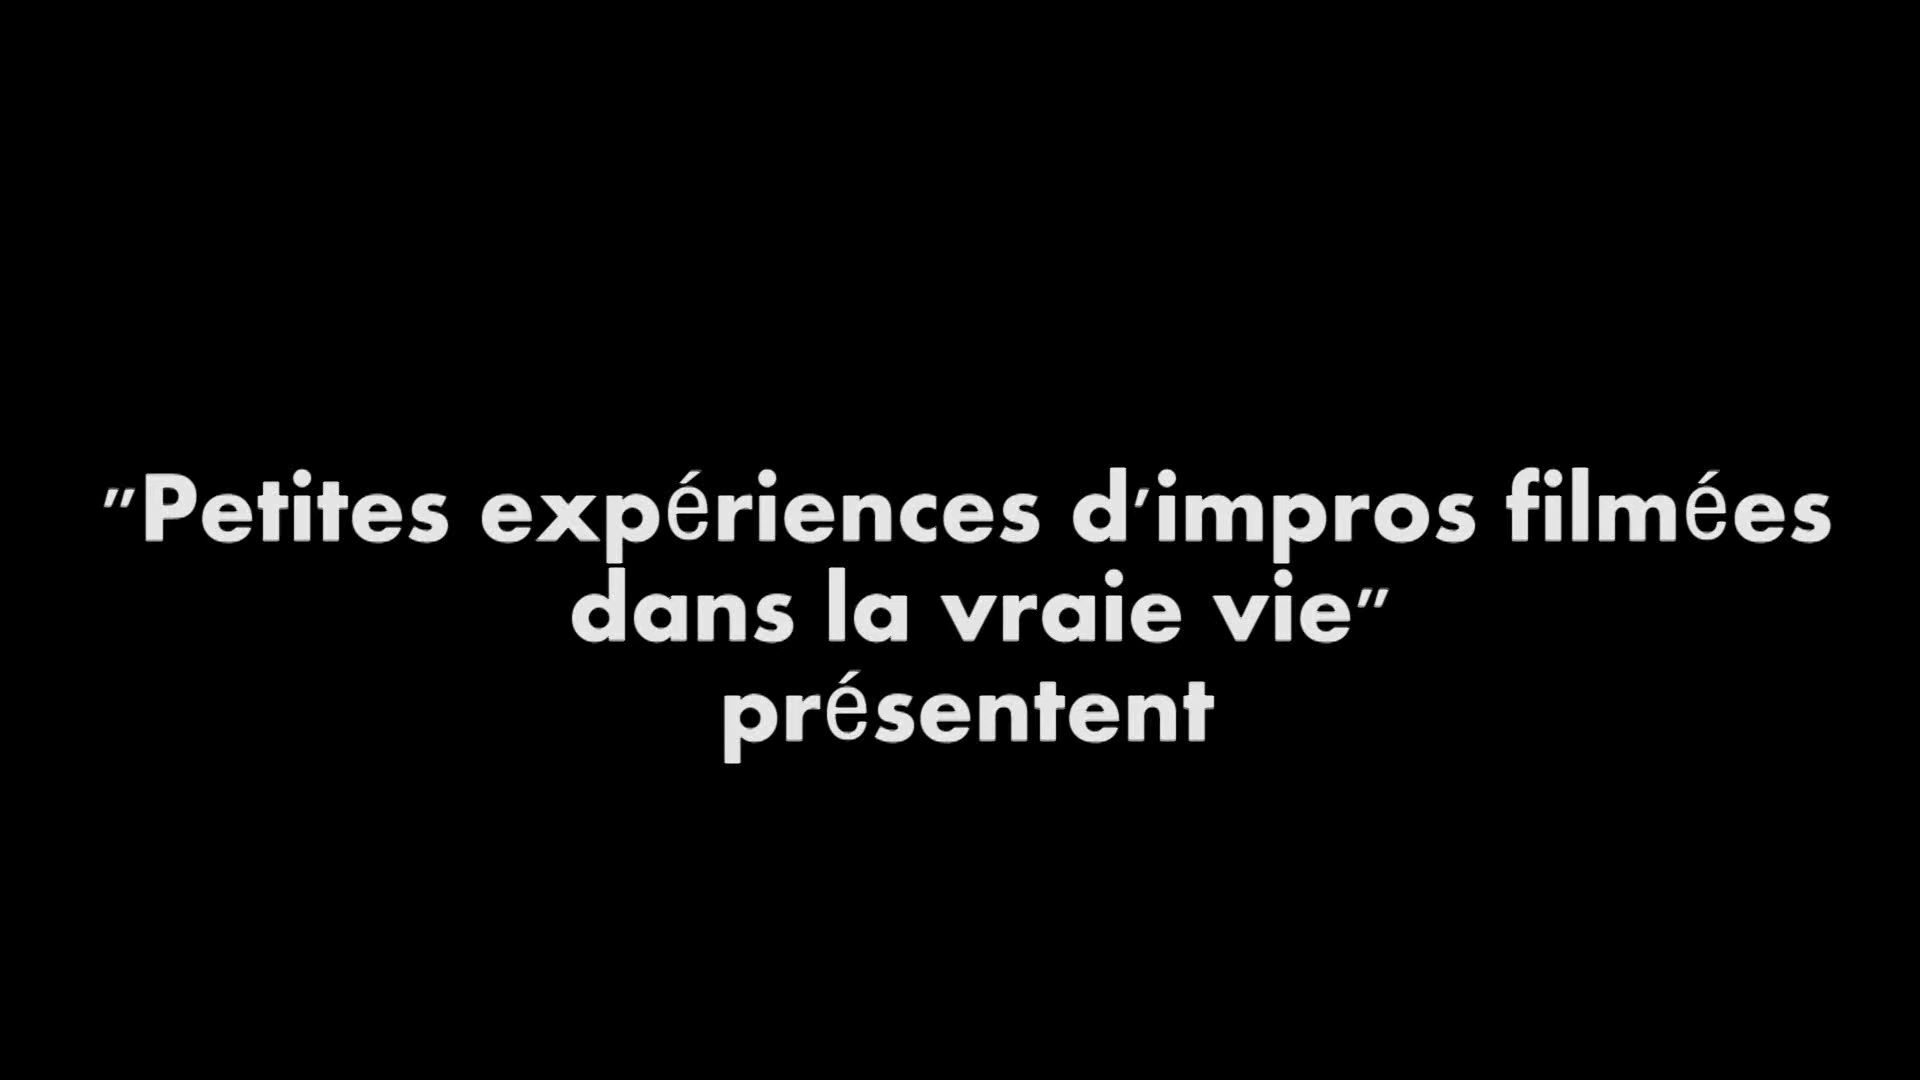 "Petites expériences d'impros filmées
dans la vraie vie"
présentent